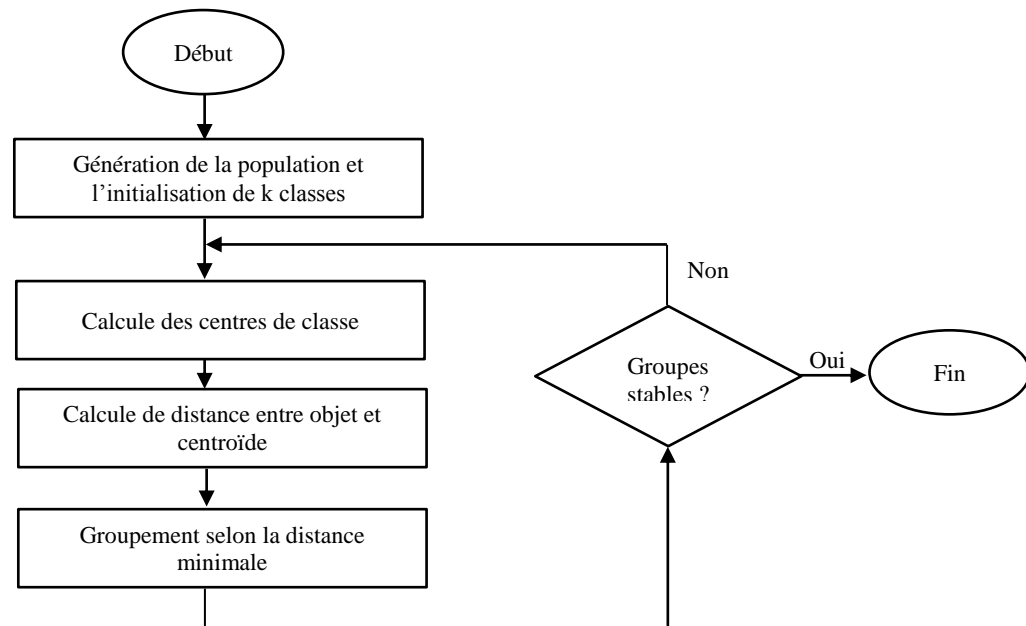 Début
Génération de la population et
l’initialisation de k classes
Calcule des centres de classe
Calcule de distance entre objet et
centroïde
Groupement selon la distance
minimale
Non
Groupes
stables ?
Oui
Fin